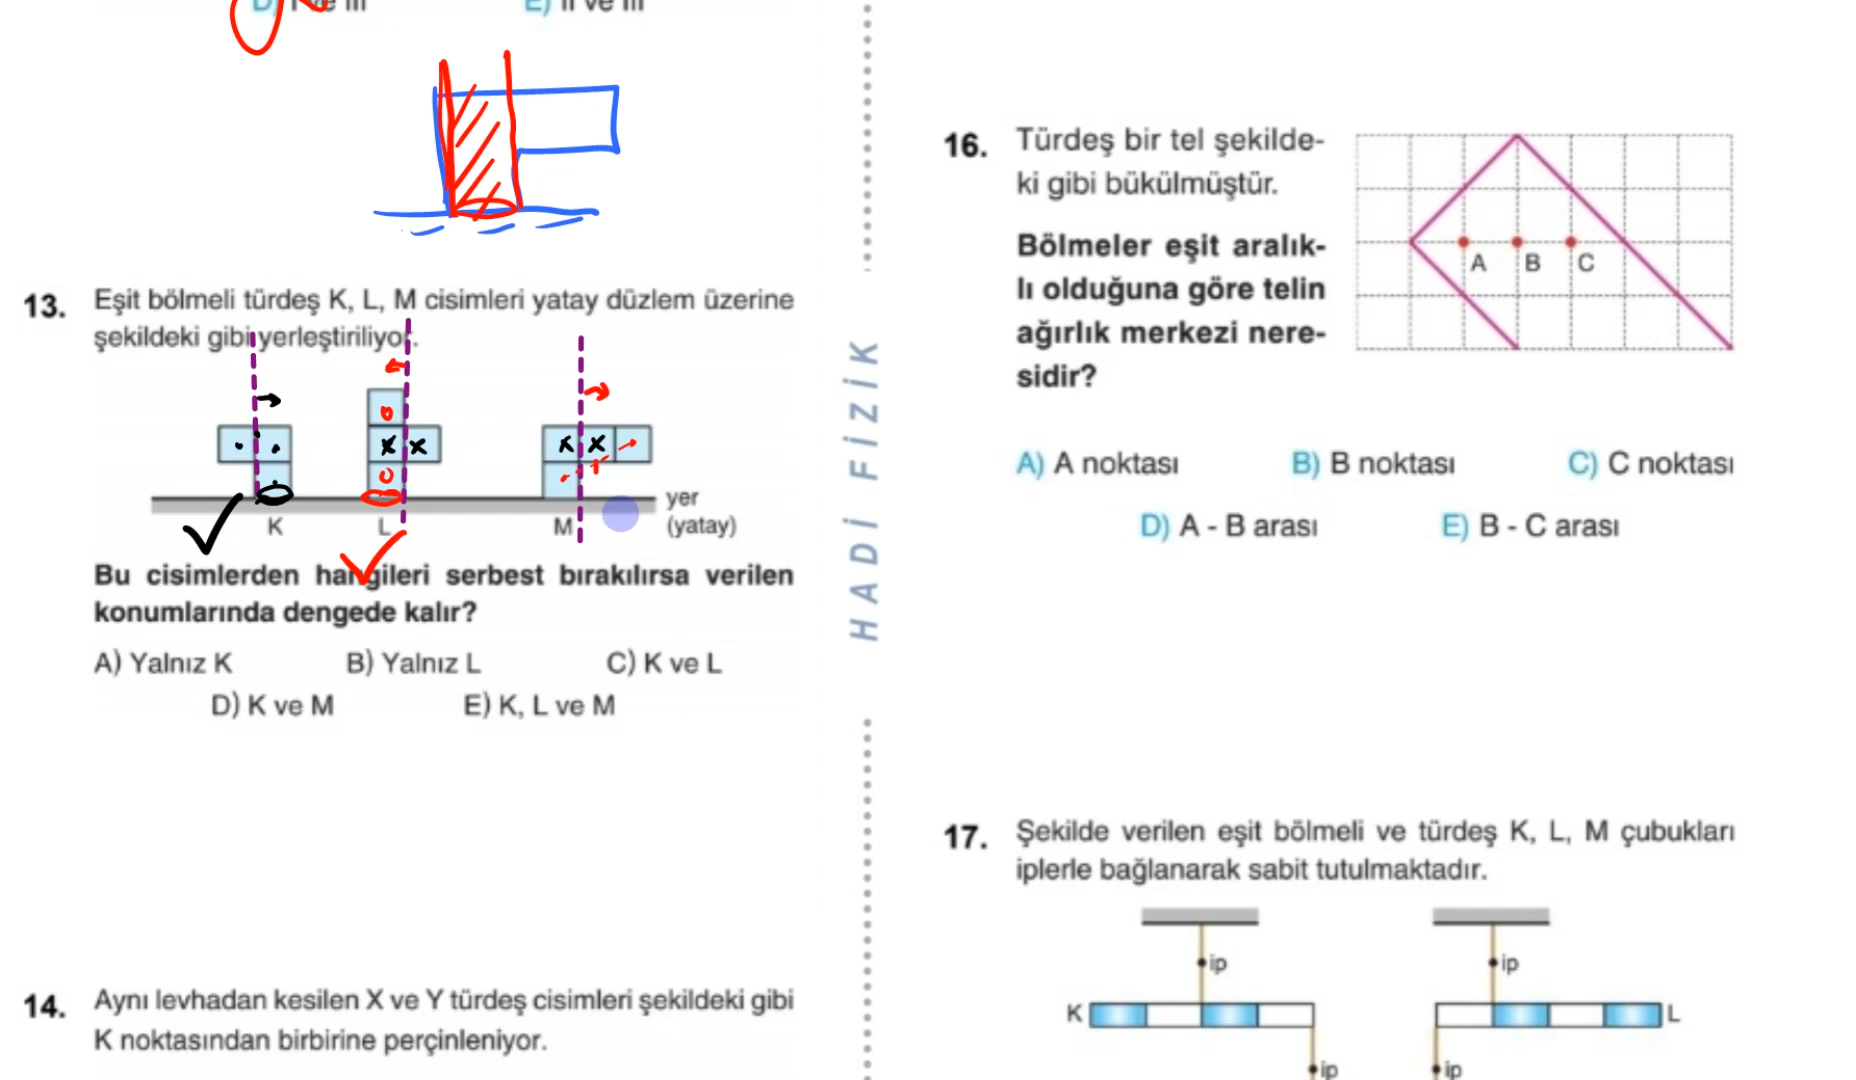 13. Eşit bölmeli türdeş K, L, M cisimleri yatay düzlem üzerine
şekildeki gibi yerleştiriliyor.
K
L
M
yer
(yatay)
Bu cisimlerden hangileri serbest bırakılırsa verilen
konumlarında dengede kalır?
A) Yalnız K
B) Yalnız L
C) K ve L
D) K ve M
E) K, L ve M
14. Aynı levhadan kesilen X ve Y türdeş cisimleri şekildeki gibi
K noktasından birbirine perçinleniyor.
HADİ FİZİK
16. Türdeş bir tel şekilde-
ki gibi bükülmüştür.
Bölmeler eşit aralık-
lı olduğuna göre telin
ağırlık merkezi nere-
sidir?
A B C
A) A noktası
B) B noktası
C) C noktası
D) A - B arası
E) B - C arası
17. Şekilde verilen eşit bölmeli ve türdeş K, L, M çubukları
iplerle bağlanarak sabit tutulmaktadır.
ip
ip
K
L
ip
ip